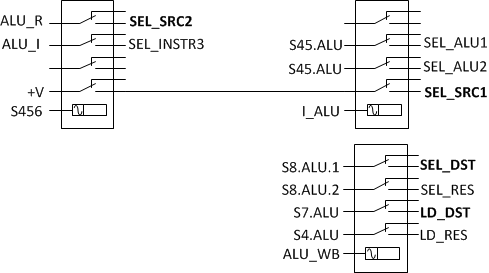 ALU_R SEL_SRC2
ALU_I SEL_INSTR3
+V
S456
S45.ALU SEL_ALU1
S45.ALU SEL_ALU2
SEL_SRC1
I_ALU
S8.ALU.1 SEL_DST
S8.ALU.2 SEL_RES
S7.ALU LD_DST
S4.ALU LD_RES
ALU_WB